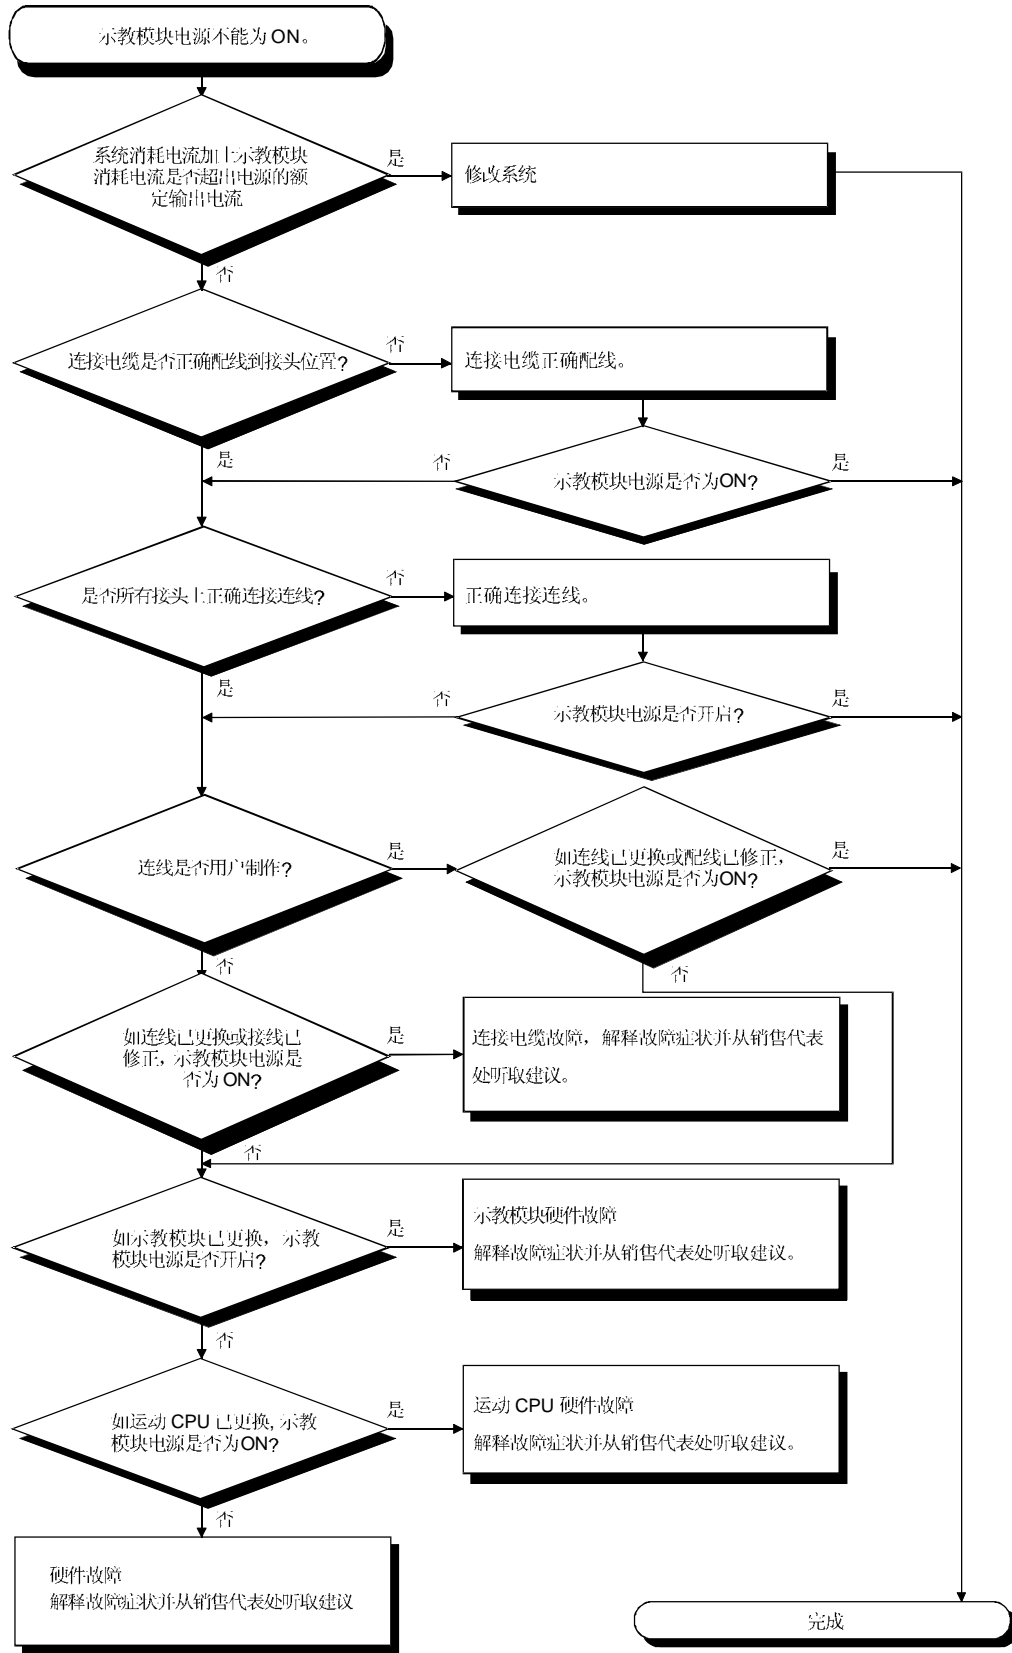 示教模块电源不能为 ON。
系统消耗电流加上示教模块
消耗电流是否超出电源的额
定输出电流
是
修改系统
否
连接电缆是否正确配线到接头位置?
否
连接电缆正确配线。
是
否
示教模块电源是否为ON?
是
是否所有接头上正确连接连线?
否
正确连接连线。
是
否
示教模块电源是否开启?
是
连线是否用户制作?
是
如连线已更换或配线已修正,
示教模块电源是否为ON?
是
否
否
如连线已更换或接线已
修正, 示教模块电源是
否为 ON?
是
连接电缆故障，解释故障症状并从销售代表
处听取建议。
否
如示教模块已更换，示教
模块电源是否开启?
是
示教模块硬件故障
解释故障症状并从销售代表处听取建议。
否
如运动 CPU 已更换, 示教
模块电源是否为ON?
是
运动 CPU 硬件故障
解释故障症状并从销售代表处听取建议。
否
硬件故障
解释故障症状并从销售代表处听取建议
完成